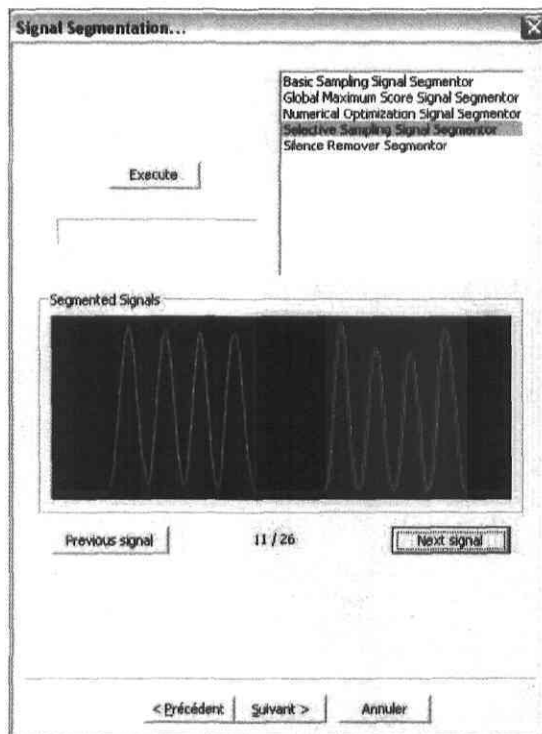 Signal Segmentation...
Basic Sampling Signal Segmentor
Global Maximum Score Signal Segmentor
Numerical Optimization Signal Segmentor
Selective Sampling Signal Segmentor
Silence Remover Segmentor
Execute
Segmented Signals
Previous signal
11 / 26
Next signal
< Précédent
Suivant >
Annuler